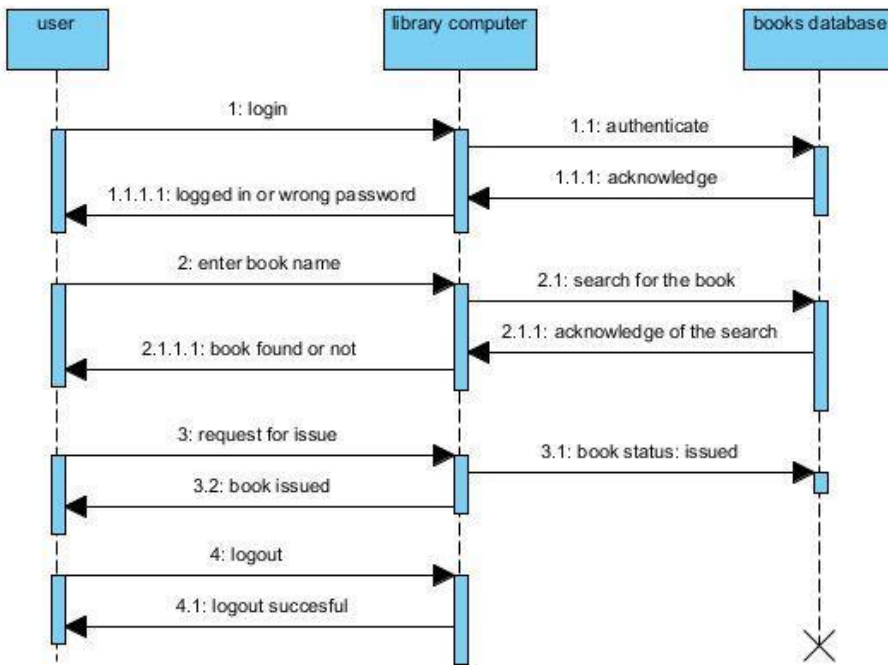 user
library computer
books database
1: login
1.1: authenticate
1.1.1: acknowledge
1.1.1.1: logged in or wrong password
2: enter book name
2.1: search for the book
2.1.1: acknowledge of the search
2.1.1.1: book found or not
3: request for issue
3.1: book status: issued
3.2: book issued
4: logout
4.1: logout succesful